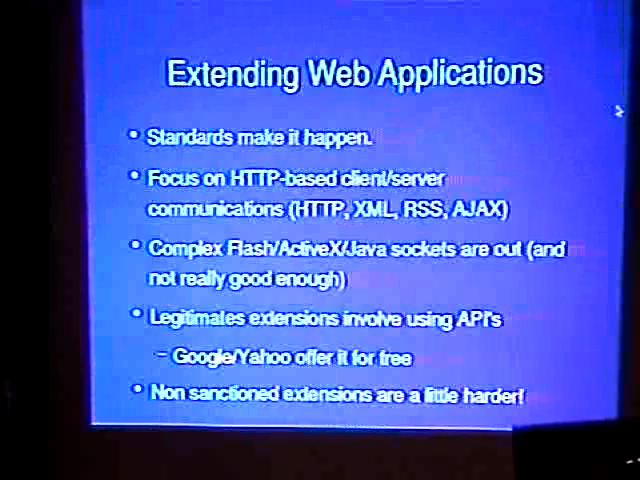 Extending Web Applications
• Standards make it happen.
• Focus on HTTP-based client/server
communications (HTTP, XML, RSS, AJAX)
• Complex Flash/ActiveX/Java sockets are out (and
not really good enough)
• Legitimates extensions involve using API's
– Google/Yahoo offer it for free
• Non sanctioned extensions are a little harder!